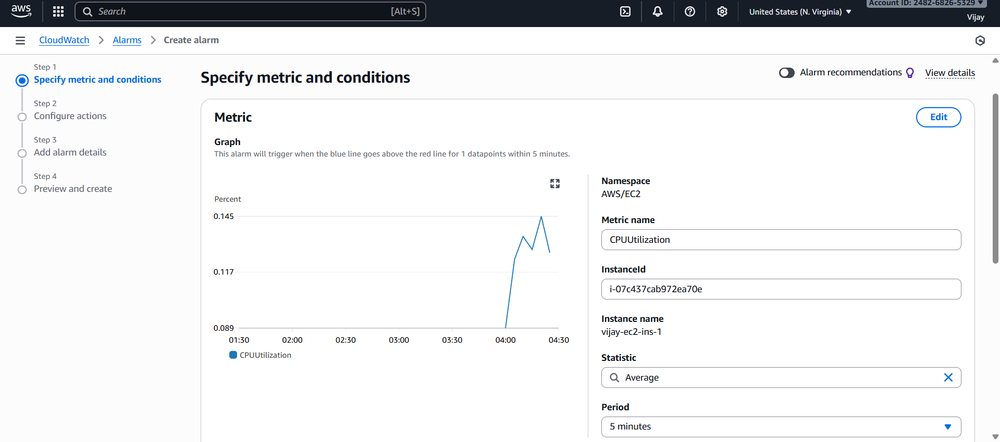 aws
Search [Alt+S]
United States (N. Virginia)
Account ID: 2482-6826-5329
Vijay
CloudWatch
Alarms
Create alarm
Step 1
Specify metric and conditions
Step 2
Configure actions
Step 3
Add alarm details
Step 4
Preview and create
Specify metric and conditions
Alarm recommendations
View details
Metric
Edit
Graph
This alarm will trigger when the blue line goes above the red line for 1 datapoints within 5 minutes.
Percent
0.145
0.117
0.089
01:30 02:00 02:30 03:00 03:30 04:00 04:30
CPUUtilization
Namespace
AWS/EC2
Metric name
CPUUtilization
InstanceId
i-07c437cab972ea70e
Instance name
vijay-ec2-ins-1
Statistic
Average
Period
5 minutes